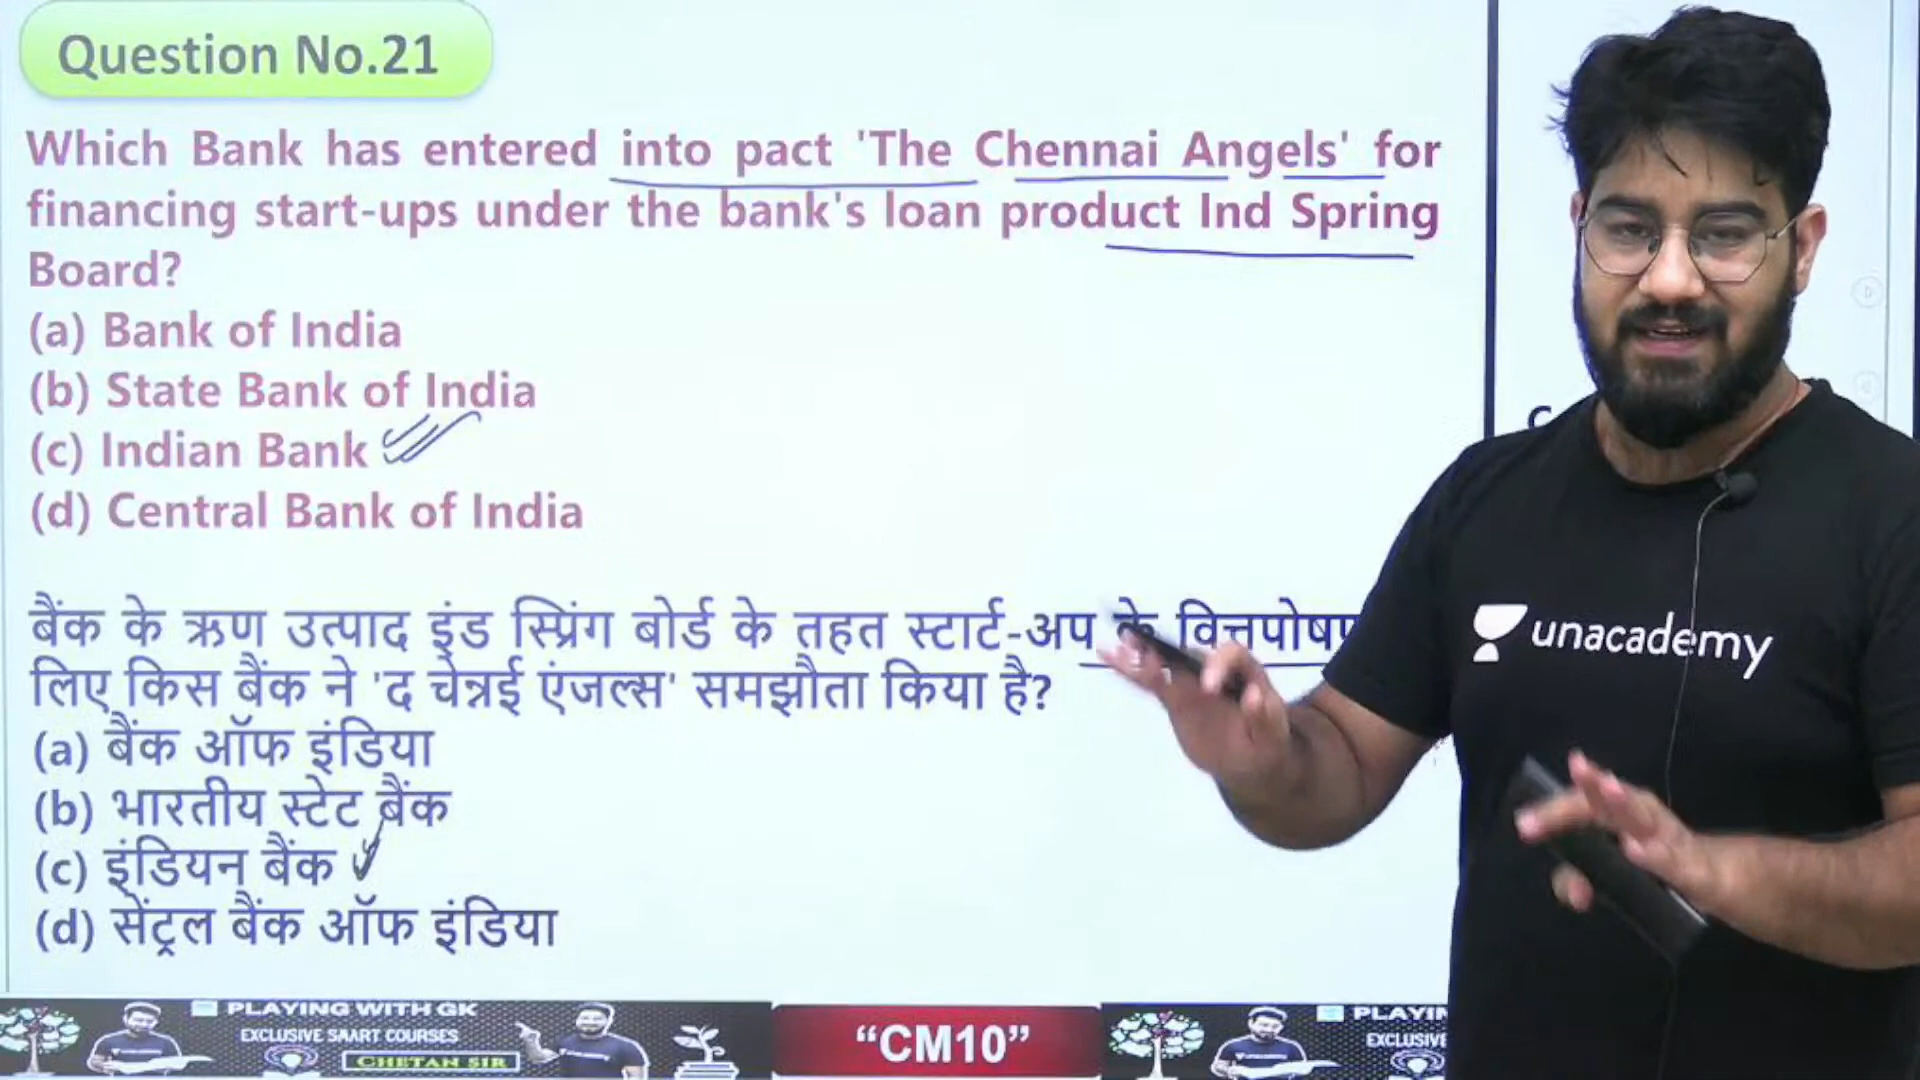 Question No.21
Which Bank has entered into pact 'The Chennai Angels' for
financing start-ups under the bank's loan product Ind Spring
Board?
(a) Bank of India
(b) State Bank of India
(c) Indian Bank
(d) Central Bank of India
बैंक के ऋण उत्पाद इंड स्प्रिंग बोर्ड के तहत स्टार्ट-अप के वित्तपोषण
लिए किस बैंक ने 'द चेन्नई एंजल्स' समझौता किया है?
(a) बैंक ऑफ इंडिया
(b) भारतीय स्टेट बैंक
(c) इंडियन बैंक
(d) सेंट्रल बैंक ऑफ इंडिया
unacademy
PLAYING WITH GK
EXCLUSIVE SAART COURSES
CHETAN SIR
"CM10"
PLAYIN
EXCLUSIVE